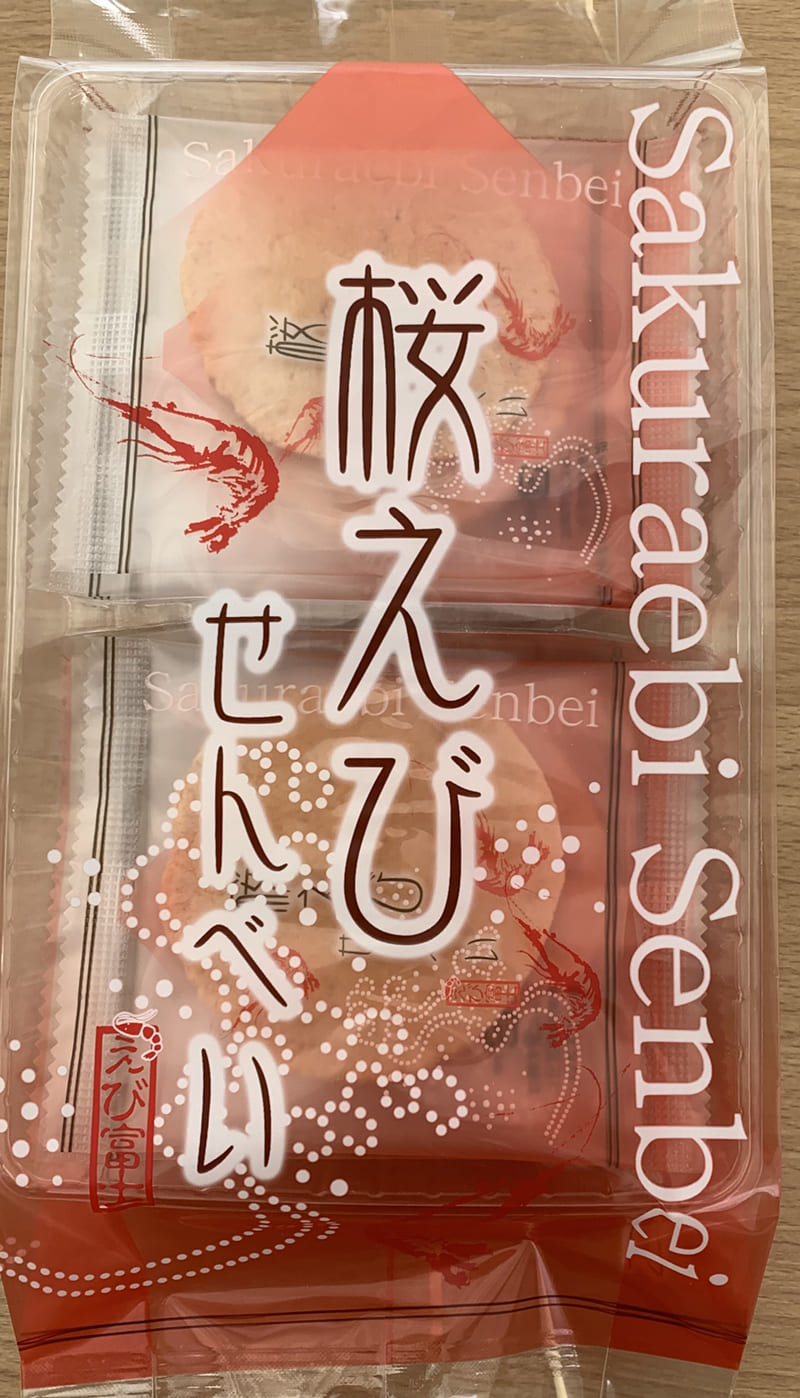 桜えび
せんべい
Sakuraebi Senbei
えび富士
Sakuraebi Senbei
Sakuraebi Senbei